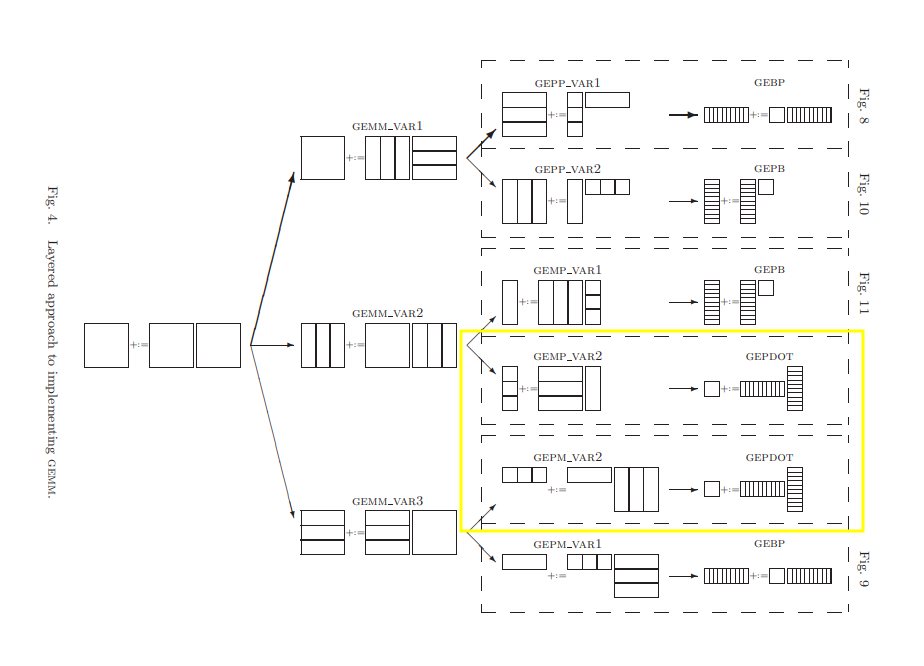 GEPP_VAR1
GEBP
Fig. 8
+:=
+:=
GEMM_VAR1
+:=
GEPP_VAR2
GEPB
Fig. 10
+:=
+:=
GEMP_VAR1
GEPB
Fig. 11
+:=
+:=
GEMM_VAR2
+:=
+:=
GEMP_VAR2
GEPDOT
+:=
+:=
GEPM_VAR2
GEPDOT
+:=
+:=
GEMM_VAR3
+:=
GEPM_VAR1
GEBP
Fig. 9
+:=
+:=
Fig. 4. Layered approach to implementing GEMM.